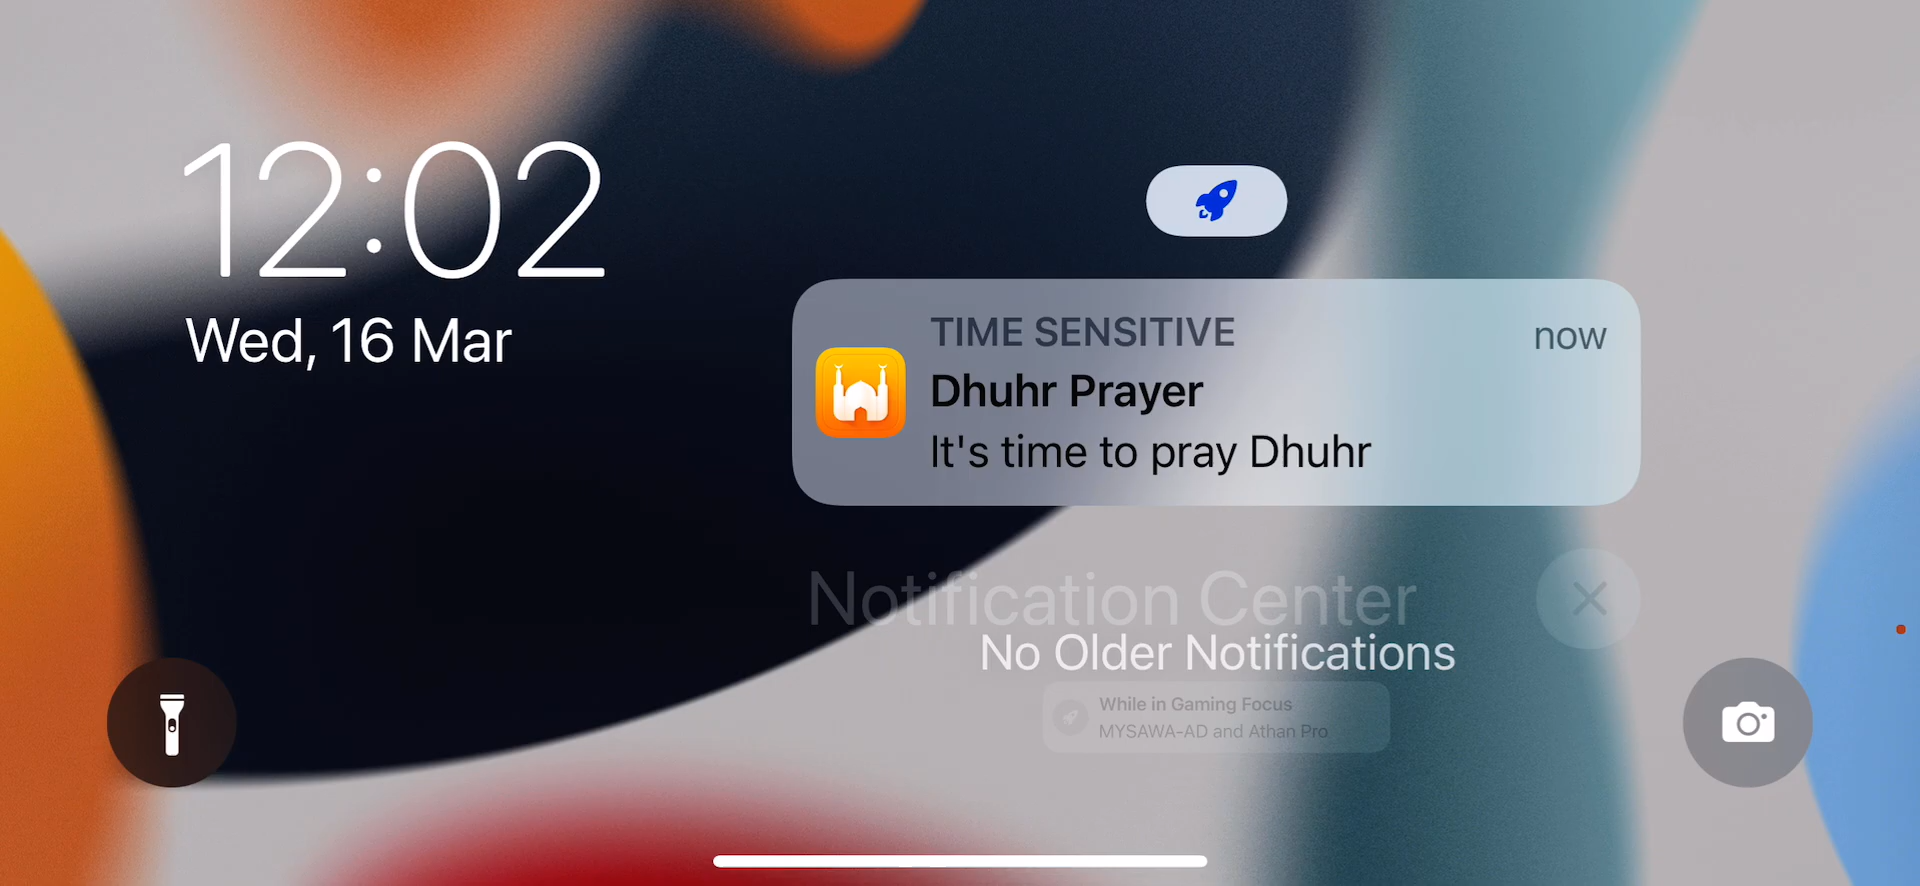 12:02
Wed, 16 Mar
TIME SENSITIVE
now
Dhuhr Prayer
It's time to pray Dhuhr
Notification Center
No Older Notifications
While in Gaming Focus
MYSAWA-AD and Athan Pro